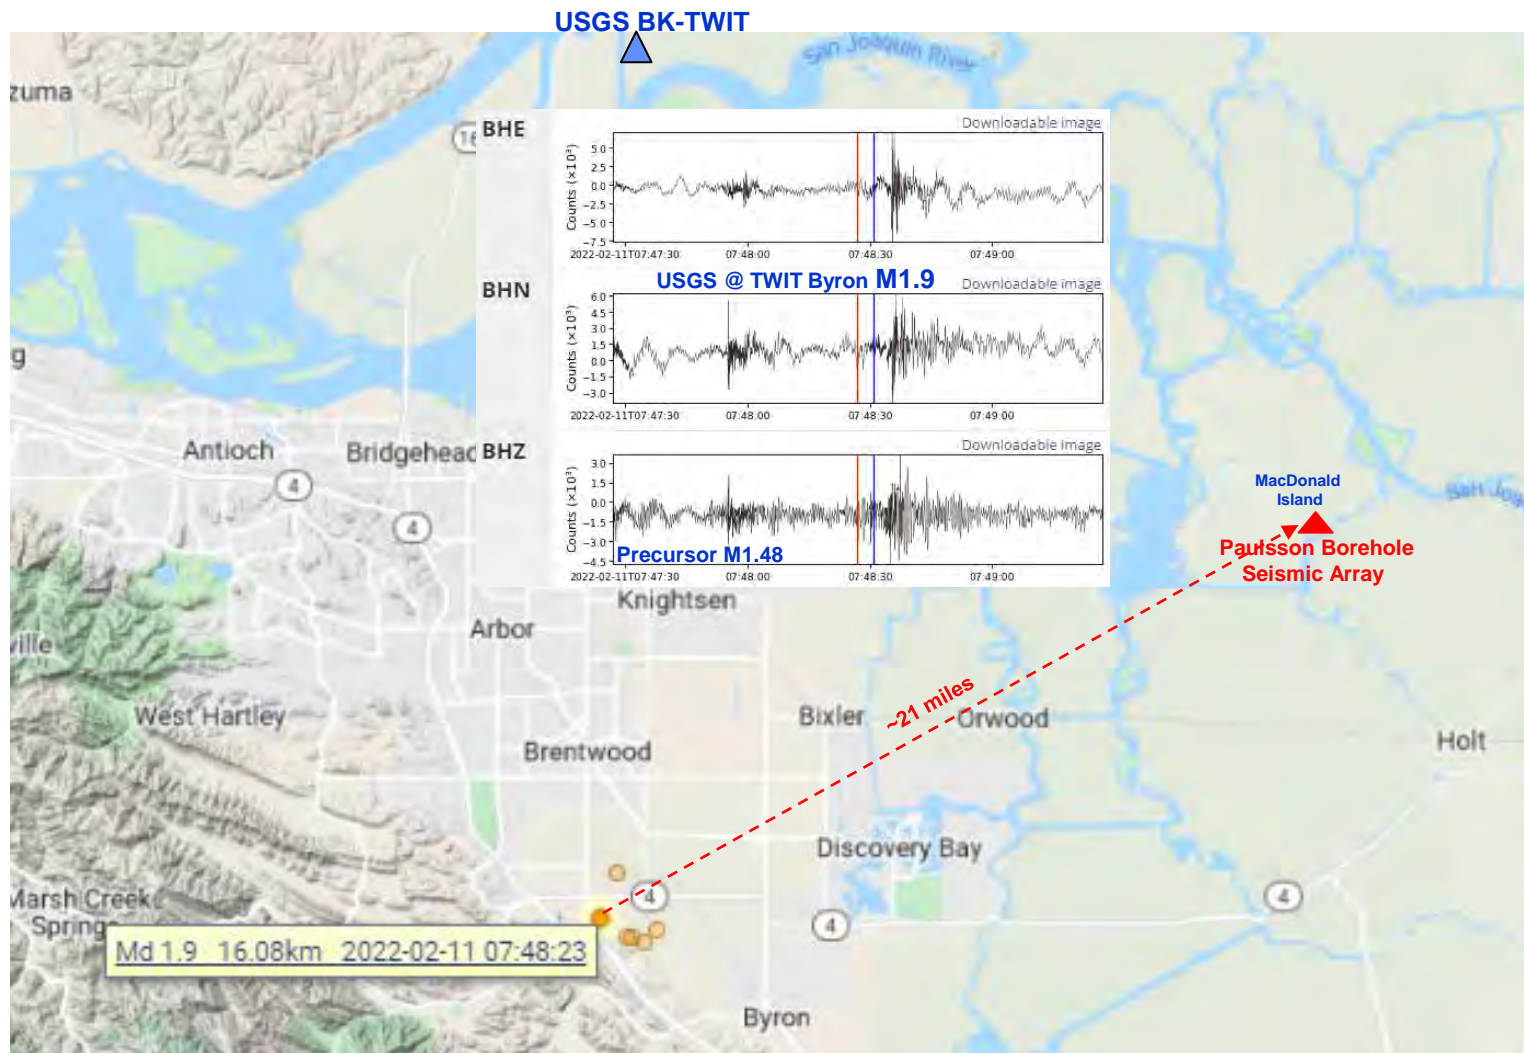 USGS BK-TWIT
San Joaquin River
zuma
BHE
Downloadable image
Counts (×10³)
5.0
2.5
0.0
−2.5
−5.0
−7.5
2022-02-11T07:47:30
07:48:00
07:48:30
07:49:00
USGS @ TWIT Byron M1.9
BHN
Downloadable image
Counts (×10³)
6.0
4.5
3.0
1.5
0.0
−1.5
−3.0
2022-02-11T07:47:30
07:48:00
07:48:30
07:49:00
g
Antioch
Bridgehead
4
4
BHZ
Downloadable image
Counts (×10³)
3.0
1.5
0.0
−1.5
−3.0
−4.5
Precursor M1.48
2022-02-11T07:47:30
07:48:00
07:48:30
07:49:00
MacDonald
Island
San Joa
Paulsson Borehole
Seismic Array
Knightsen
Arbor
ville
~21 miles
West Hartley
Bixler
Orwood
Brentwood
Holt
Discovery Bay
Marsh Creek
Springs
4
4
4
Md 1.9 16.08km 2022-02-11 07:48:23
Byron